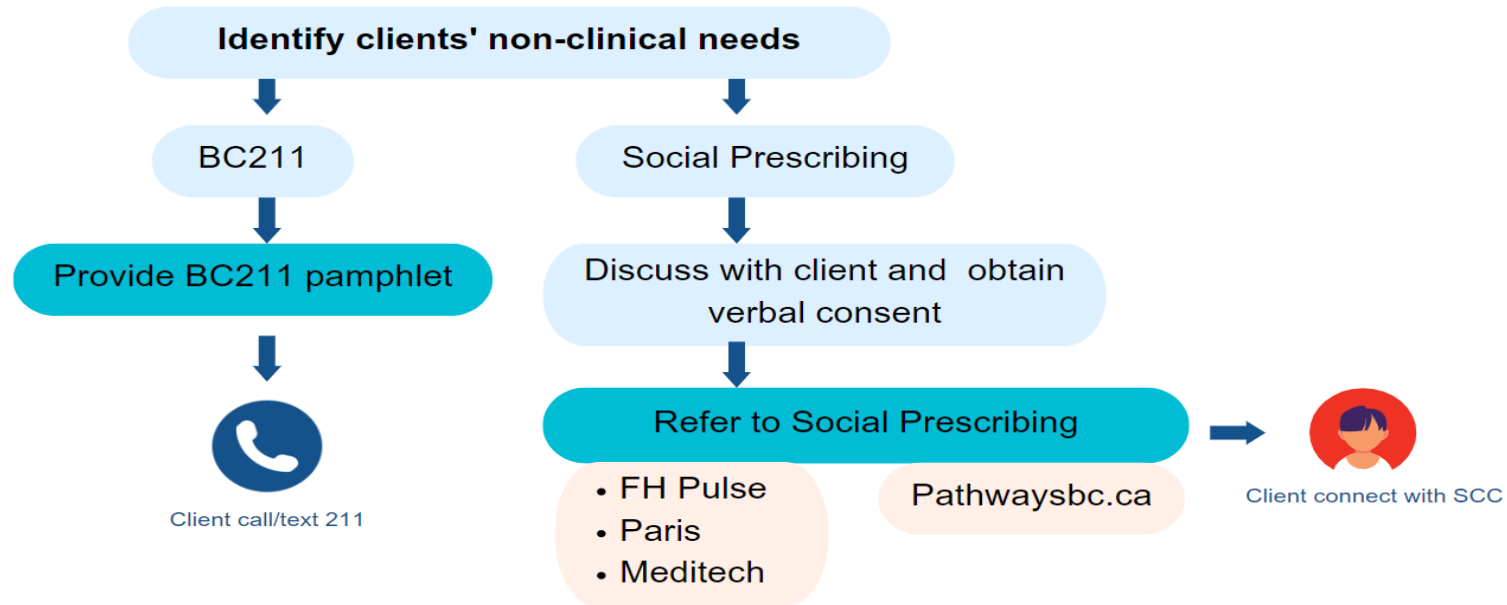 Identify clients' non-clinical needs
BC211
Social Prescribing
Provide BC211 pamphlet
Discuss with client and obtain
verbal consent
Refer to Social Prescribing
• FH Pulse
• Paris
• Meditech
Pathwaysbc.ca
Client call/text 211
Client connect with SCC